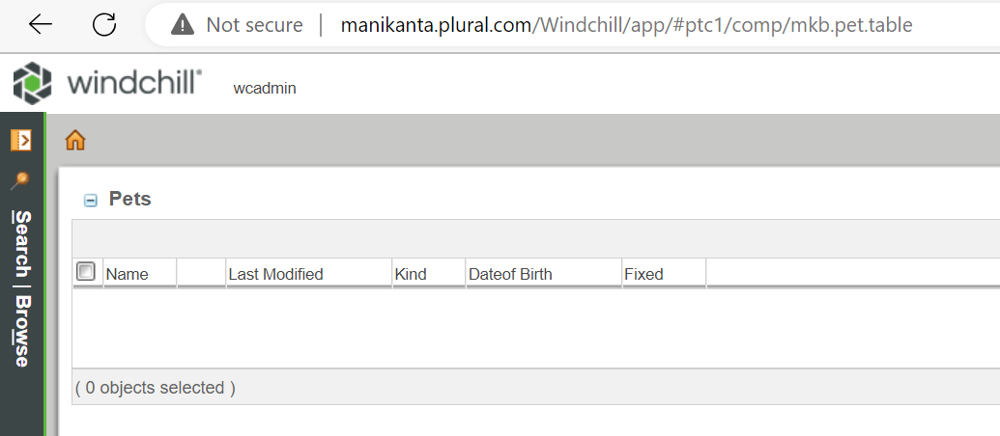 Not secure | manikanta.plural.com/Windchill/app/#ptc1/comp/mkb.pet.table
windchill® wcadmin
Search | Browse
Pets
Name Last Modified Kind Dateof Birth Fixed
( 0 objects selected )